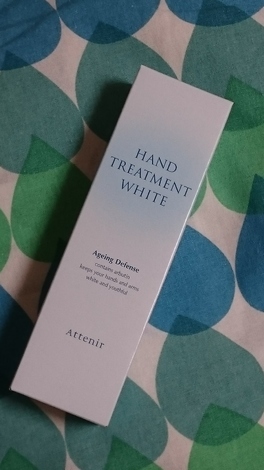 HAND
TREATMENT
WHITE
Ageing Defense
contains arbutin
keeps your hands and arms
white and youthful
Attenir